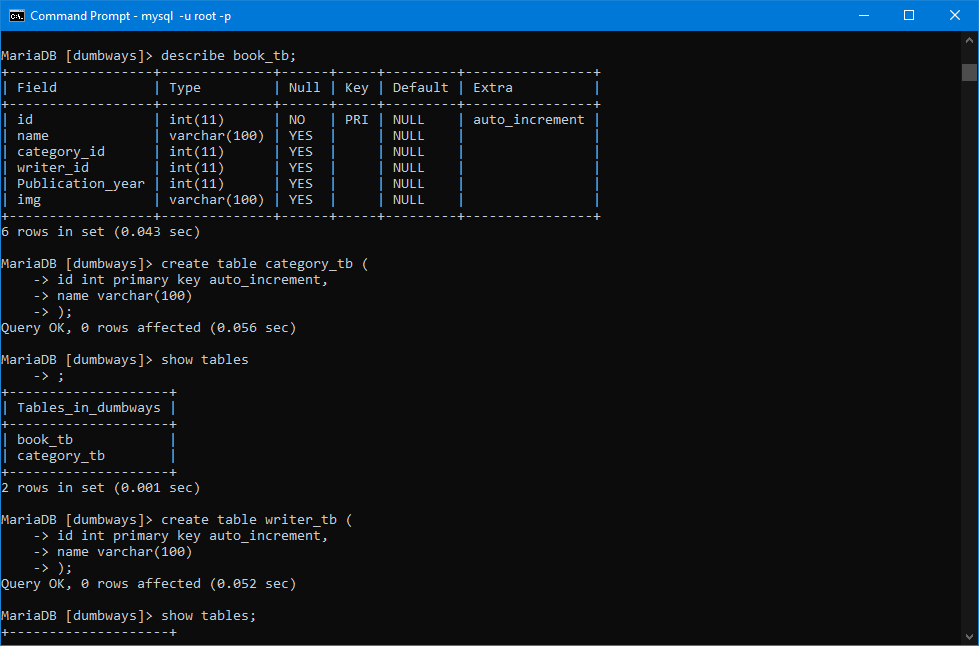 Command Prompt - mysql  -u root -p
MariaDB [dumbways]> describe book_tb;
+------------------+--------------+------+-----+---------+----------------+
| Field            | Type         | Null | Key | Default | Extra          |
+------------------+--------------+------+-----+---------+----------------+
| id               | int(11)      | NO   | PRI | NULL    | auto_increment |
| name             | varchar(100) | YES  |     | NULL    |                |
| category_id      | int(11)      | YES  |     | NULL    |                |
| writer_id        | int(11)      | YES  |     | NULL    |                |
| Publication_year | int(11)      | YES  |     | NULL    |                |
| img              | varchar(100) | YES  |     | NULL    |                |
+------------------+--------------+------+-----+---------+----------------+
6 rows in set (0.043 sec)
MariaDB [dumbways]> create table category_tb (
    -> id int primary key auto_increment,
    -> name varchar(100)
    -> );
Query OK, 0 rows affected (0.056 sec)
MariaDB [dumbways]> show tables
    -> ;
+--------------------+
| Tables_in_dumbways |
+--------------------+
| book_tb            |
| category_tb        |
+--------------------+
2 rows in set (0.001 sec)
MariaDB [dumbways]> create table writer_tb (
    -> id int primary key auto_increment,
    -> name varchar(100)
    -> );
Query OK, 0 rows affected (0.052 sec)
MariaDB [dumbways]> show tables;
+--------------------+